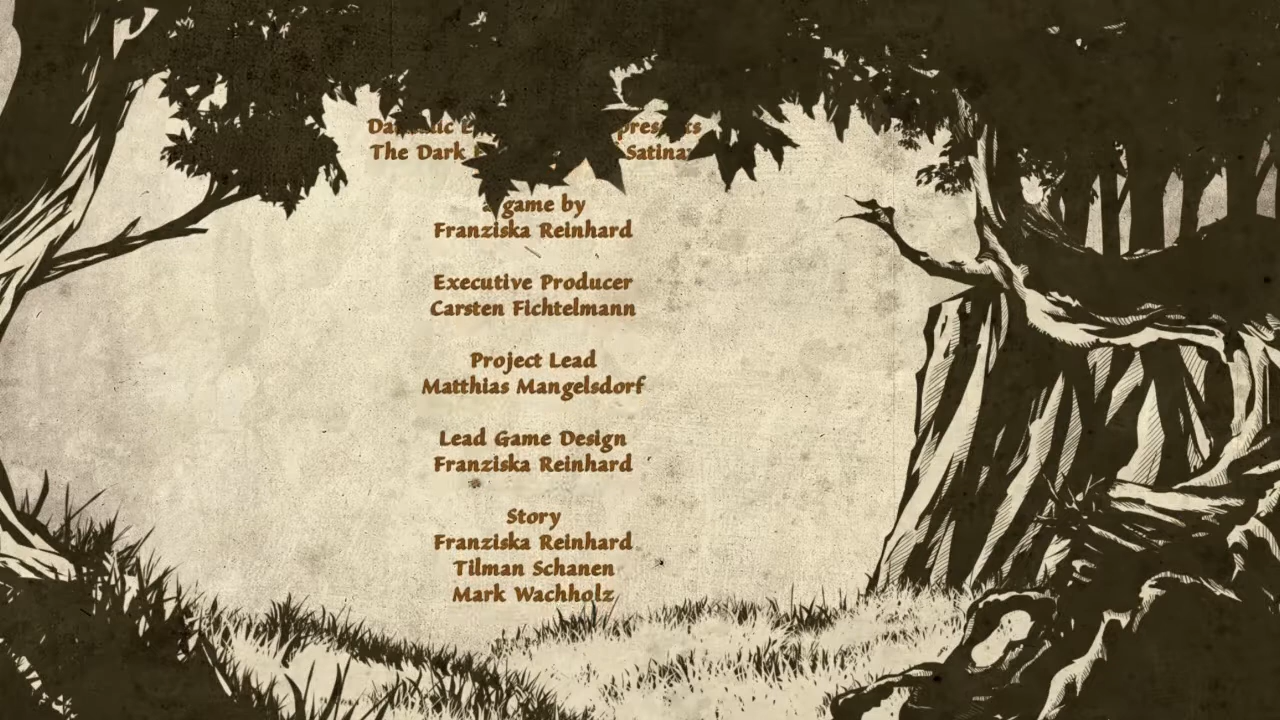 The Dark
game by
Franziska Reinhard
Executive Producer
Carsten Fichtelmann
Project Lead
Matthias Mangelsdorf
Lead Game Design
Franziska Reinhard
Story
Franziska Reinhard
Tilman Schanen
Mark Wachholz